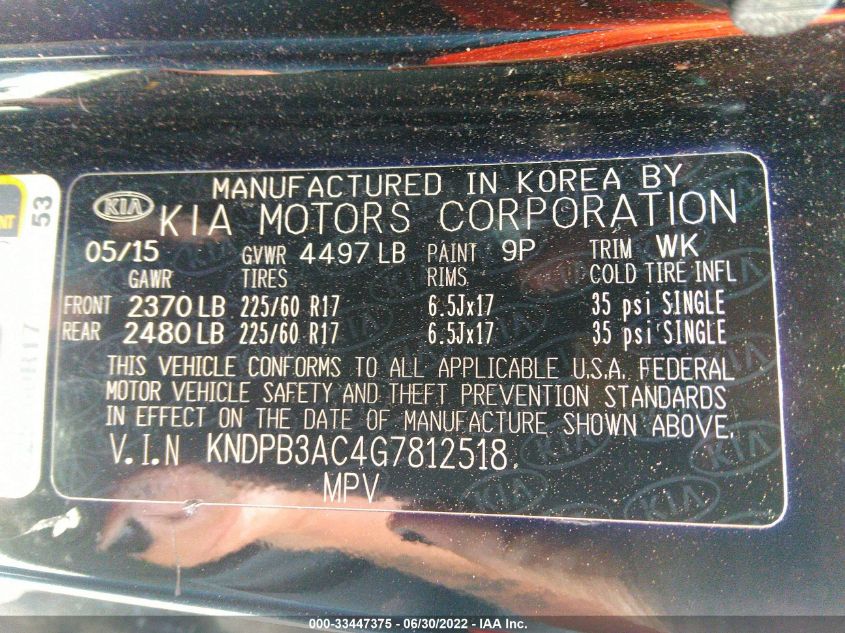 MANUFACTURED IN KOREA BY
KIA KIA MOTORS CORPORATION
05/15 GVWR 4497 LB PAINT 9P TRIM WK
GAWR TIRES RIMS COLD TIRE INFL
FRONT 2370 LB 225/60 R17 6.5Jx17 35 psi SINGLE
REAR 2480 LB 225/60 R17 6.5Jx17 35 psi SINGLE
THIS VEHICLE CONFORMS TO ALL APPLICABLE U.S.A. FEDERAL
MOTOR VEHICLE SAFETY AND THEFT PREVENTION STANDARDS
IN EFFECT ON THE DATE OF MANUFACTURE SHOWN ABOVE.
V.I.N KNDPB3AC4G7812518
MPV
53
000-33447375 - 06/30/2022 - IAA Inc.